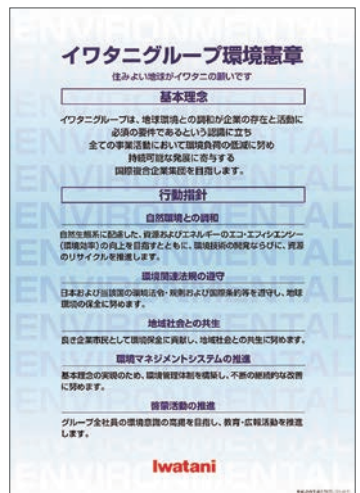 イワタニグループ環境憲章
住みよい地球がイワタニの願いです
基本理念
イワタニグループは、地球環境との調和が企業の存在と活動に
必須の要件であるという認識に立ち
全ての事業活動において環境負荷の低減に努め
持続可能な発展に寄与する
国際複合企業集団を目指します。
行動指針
自然環境との調和
自然生態系に配慮した、資源およびエネルギーのエコ・エフィシエンシー
(環境効率)の向上を目指すとともに、環境技術の開発ならびに、資源
のリサイクルを推進します。
環境関連法規の遵守
日本および当該国の環境法令・規則および国際条約等を遵守し、地球
環境の保全に努めます。
地域社会との共生
良き企業市民として環境保全に貢献し、地域社会との共生に努めます。
環境マネジメントシステムの推進
基本理念の実現のため、環境管理体制を構築し、不断の継続的な改善
に努めます。
啓蒙活動の推進
グループ全社員の環境意識の高揚を目指し、教育・広報活動を推進
します。
Iwatani